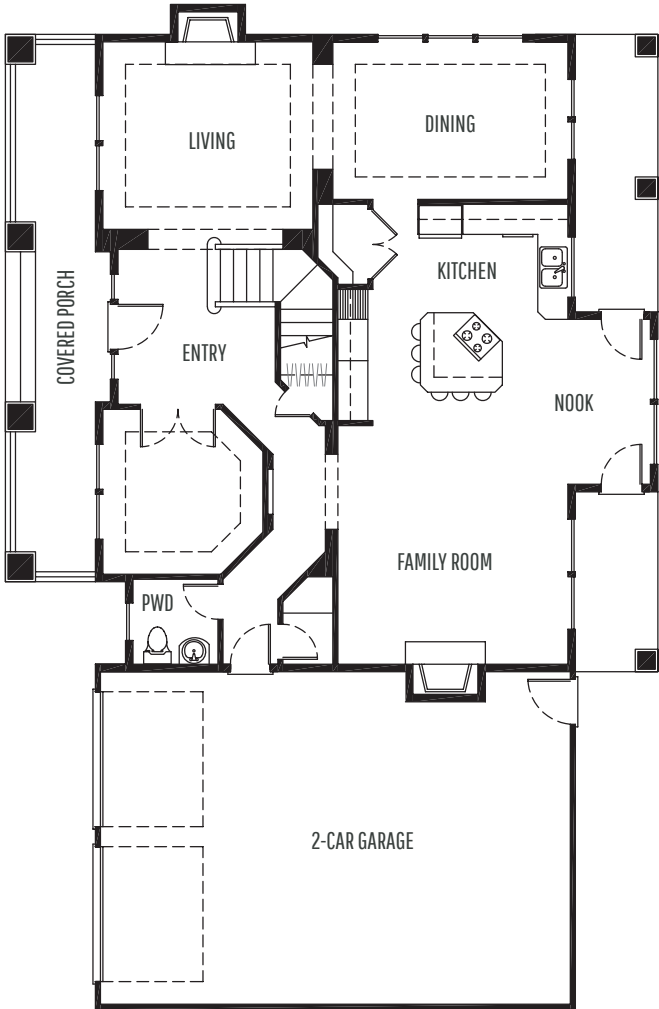 LIVING
DINING
KITCHEN
COVERED PORCH
ENTRY
NOOK
FAMILY ROOM
PWD
2-CAR GARAGE